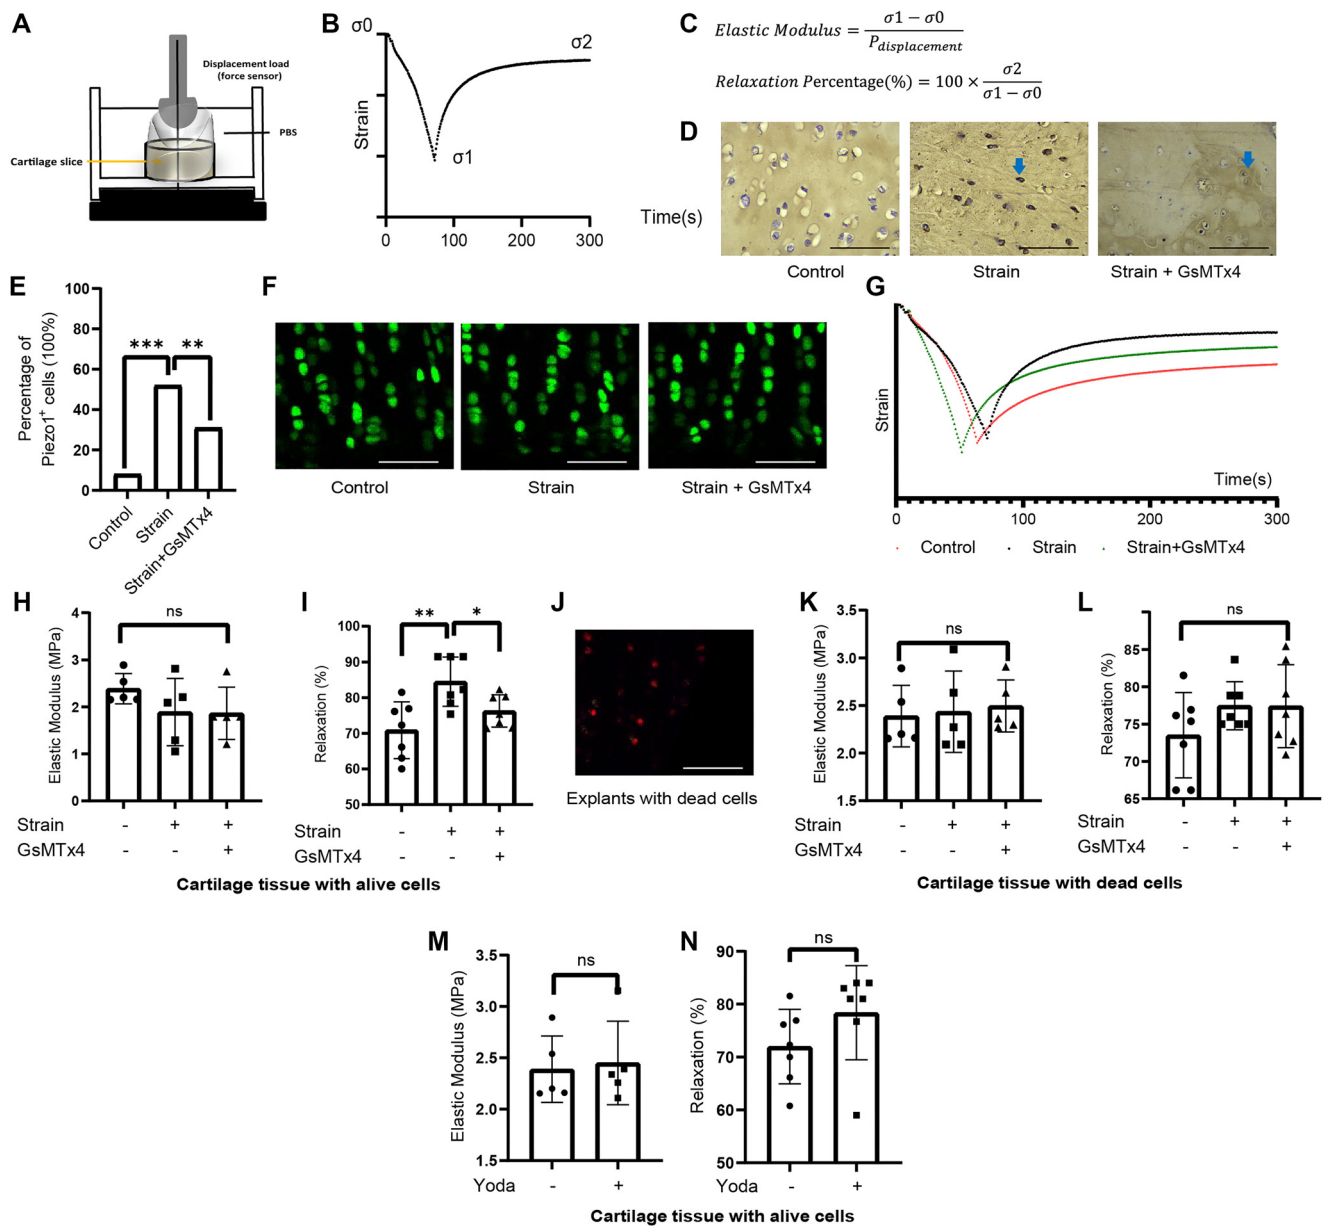 A
Displacement load
(force sensor)
PBS
Cartilage slice
B
σ0
σ2
σ1
Strain
0
100
200
300
Time(s)
C
Elastic Modulus = σ1 − σ0 / P displacement
Relaxation Percentage(%) = 100 × σ2 / σ1 − σ0
D
Control
Strain
Strain + GsMTx4
E
Percentage of
Piezo1+ cells (100%)
100
80
60
40
20
0
***
**
Control
Strain
Strain+GsMTx4
F
Control
Strain
Strain + GsMTx4
G
Strain
Time(s)
0
100
200
300
Control
Strain
Strain+GsMTx4
H
Elastic Modulus (MPa)
4
3
2
1
0
ns
Strain - + +
GsMTx4 - - +
I
Relaxation (%)
100
90
80
70
60
50
**
*
Strain - + +
GsMTx4 - - +
Cartilage tissue with alive cells
J
Explants with dead cells
K
Elastic Modulus (MPa)
3.5
3.0
2.5
2.0
1.5
ns
Strain - + +
GsMTx4 - - +
L
Relaxation (%)
85
80
75
70
65
ns
Strain - + +
GsMTx4 - - +
Cartilage tissue with dead cells
M
Elastic Modulus (MPa)
3.5
3.0
2.5
2.0
1.5
ns
Yoda - +
N
Relaxation (%)
90
80
70
60
50
ns
Yoda - +
Cartilage tissue with alive cells